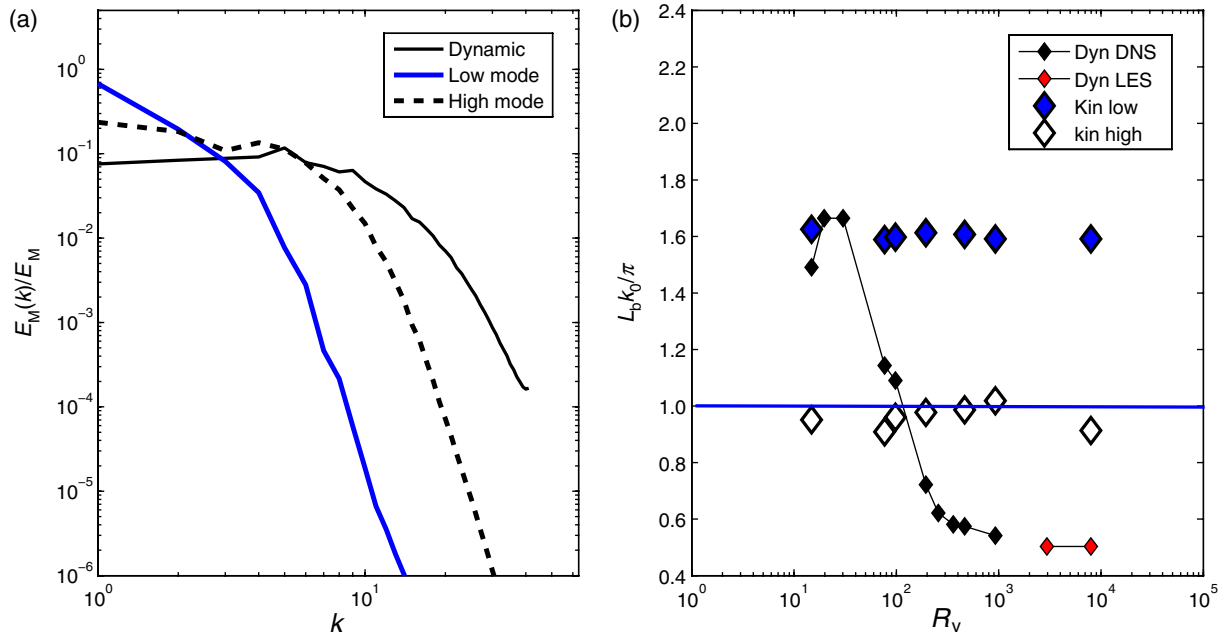 (a)
10^0
10^-1
10^-2
10^-3
10^-4
10^-5
10^-6
E_M(k)/E_M
Dynamic
Low mode
High mode
10^0
10^1
k
(b)
2.4
2.2
2.0
1.8
1.6
1.4
1.2
1.0
0.8
0.6
0.4
L_b k_0/π
Dyn DNS
Dyn LES
Kin low
kin high
10^0
10^1
10^2
10^3
10^4
10^5
R_v